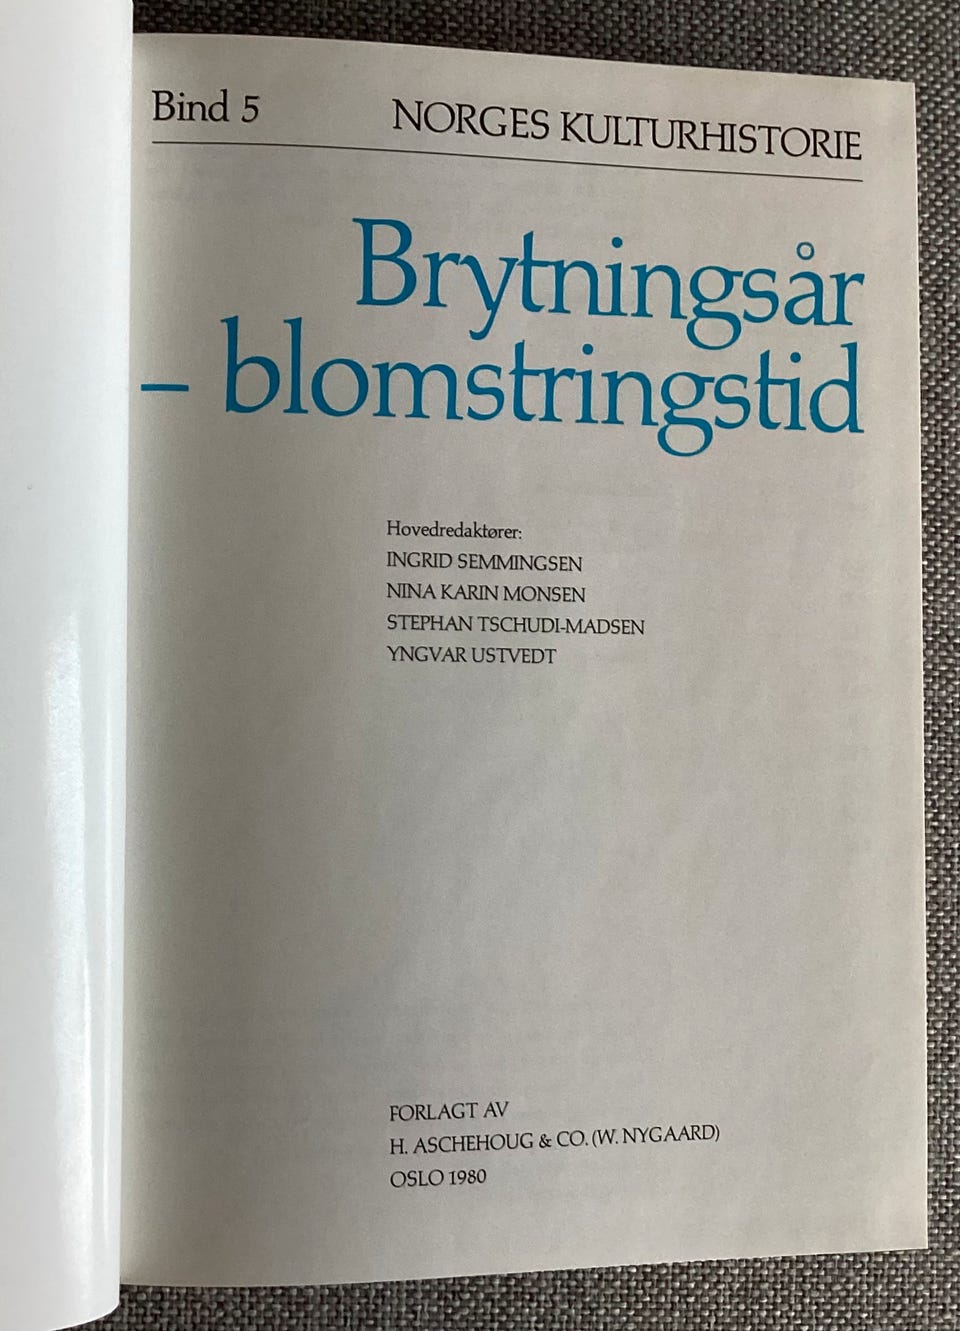 Bind 5 NORGES KULTURHISTORIE
Brytningsår
– blomstringstid
Hovedredaktører:
INGRID SEMMINGSEN
NINA KARIN MONSEN
STEPHAN TSCHUDI-MADSEN
YNGVAR USTVEDT
FORLAGT AV
H. ASCHEHOUG & CO. (W. NYGAARD)
OSLO 1980